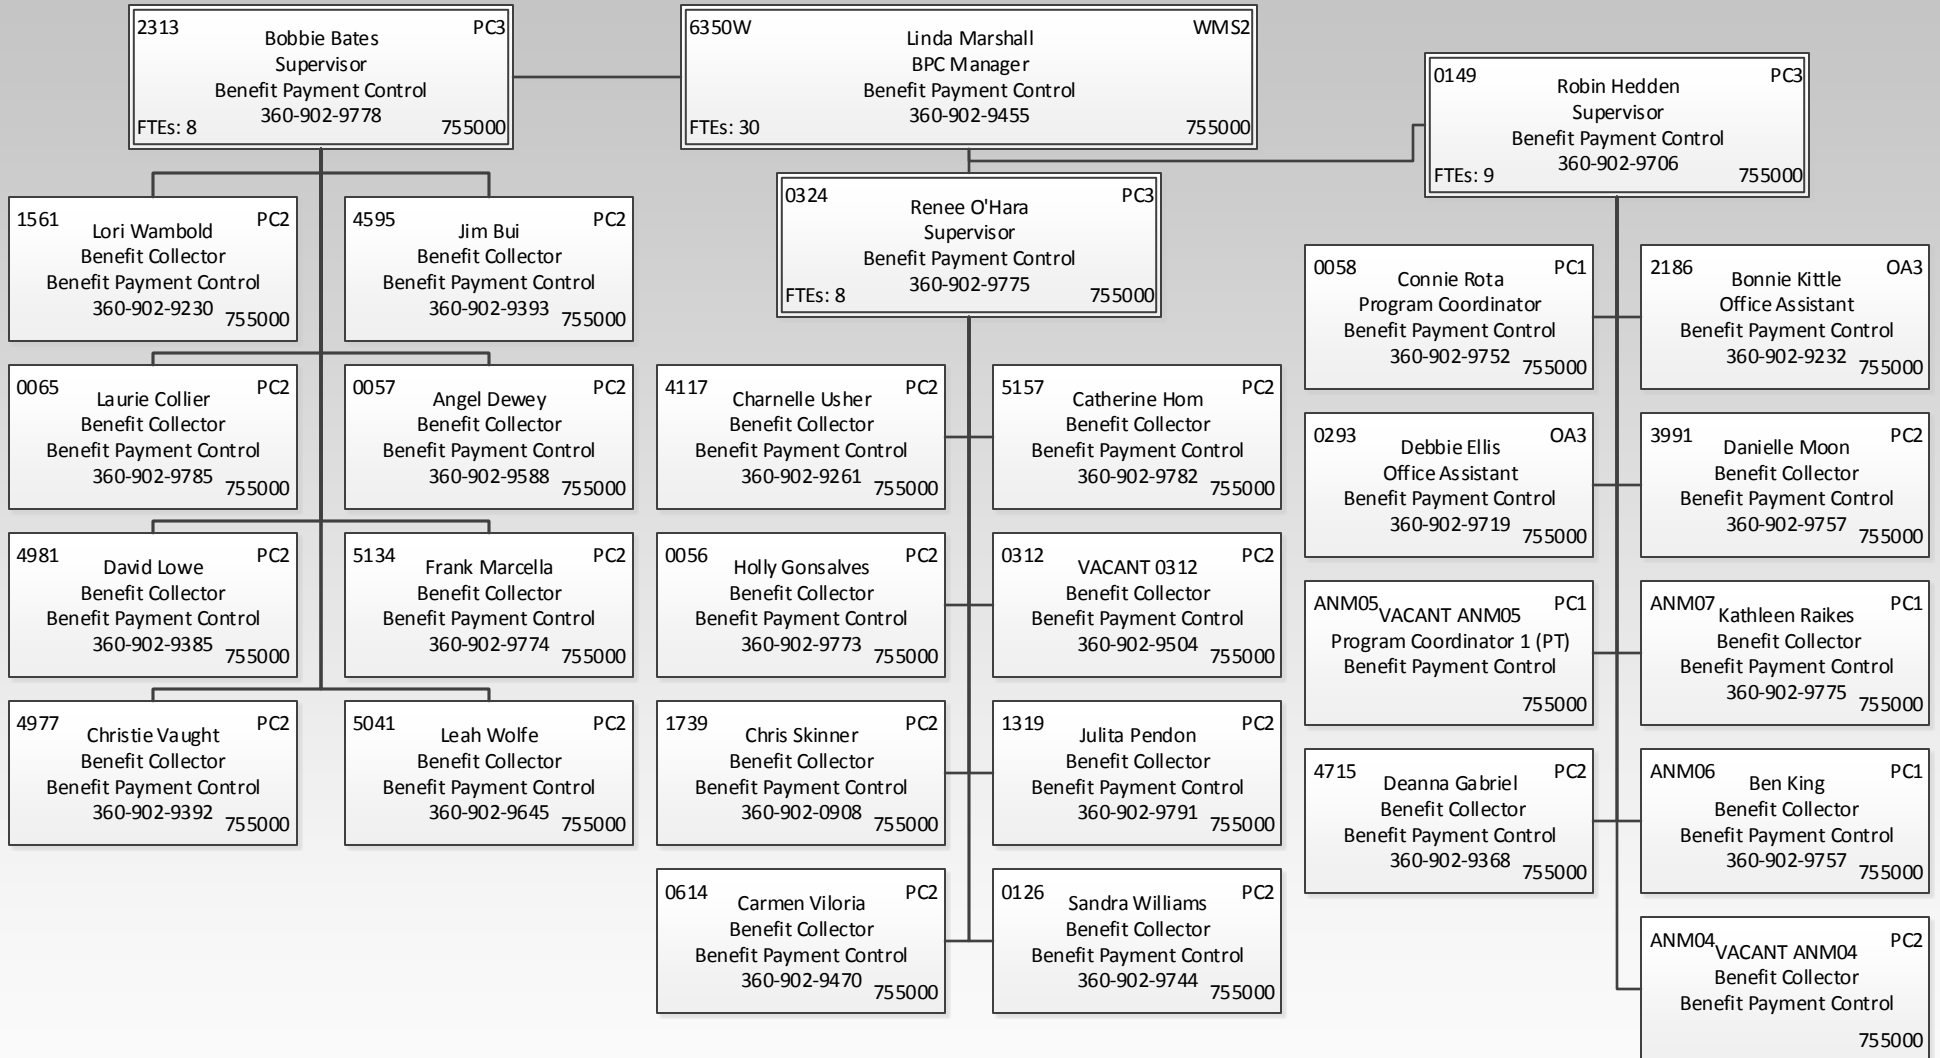 2313 PC3
Bobbie Bates
Supervisor
Benefit Payment Control
360-902-9778
FTEs: 8 755000
6350W WMS2
Linda Marshall
BPC Manager
Benefit Payment Control
360-902-9455
FTEs: 30 755000
0149 PC3
Robin Hedden
Supervisor
Benefit Payment Control
360-902-9706
FTEs: 9 755000
0324 PC3
Renee O'Hara
Supervisor
Benefit Payment Control
360-902-9775
FTEs: 8 755000
1561 PC2
Lori Wambold
Benefit Collector
Benefit Payment Control
360-902-9230
755000
4595 PC2
Jim Bui
Benefit Collector
Benefit Payment Control
360-902-9393
755000
0065 PC2
Laurie Collier
Benefit Collector
Benefit Payment Control
360-902-9785
755000
0057 PC2
Angel Dewey
Benefit Collector
Benefit Payment Control
360-902-9588
755000
4981 PC2
David Lowe
Benefit Collector
Benefit Payment Control
360-902-9385
755000
5134 PC2
Frank Marcella
Benefit Collector
Benefit Payment Control
360-902-9774
755000
4977 PC2
Christie Vaught
Benefit Collector
Benefit Payment Control
360-902-9392
755000
5041 PC2
Leah Wolfe
Benefit Collector
Benefit Payment Control
360-902-9645
755000
4117 PC2
Charnelle Usher
Benefit Collector
Benefit Payment Control
360-902-9261
755000
5157 PC2
Catherine Hom
Benefit Collector
Benefit Payment Control
360-902-9782
755000
0056 PC2
Holly Gonsalves
Benefit Collector
Benefit Payment Control
360-902-9773
755000
0312 PC2
VACANT 0312
Benefit Collector
Benefit Payment Control
360-902-9504
755000
1739 PC2
Chris Skinner
Benefit Collector
Benefit Payment Control
360-902-0908
755000
1319 PC2
Julita Pendon
Benefit Collector
Benefit Payment Control
360-902-9791
755000
0614 PC2
Carmen Viloria
Benefit Collector
Benefit Payment Control
360-902-9470
755000
0126 PC2
Sandra Williams
Benefit Collector
Benefit Payment Control
360-902-9744
755000
0058 PC1
Connie Rota
Program Coordinator
Benefit Payment Control
360-902-9752
755000
2186 OA3
Bonnie Kittle
Office Assistant
Benefit Payment Control
360-902-9232
755000
0293 OA3
Debbie Ellis
Office Assistant
Benefit Payment Control
360-902-9719
755000
3991 PC2
Danielle Moon
Benefit Collector
Benefit Payment Control
360-902-9757
755000
ANM05 PC1
VACANT ANM05
Program Coordinator 1 (PT)
Benefit Payment Control
755000
ANM07 PC1
Kathleen Raikes
Benefit Collector
Benefit Payment Control
360-902-9775
755000
4715 PC2
Deanna Gabriel
Benefit Collector
Benefit Payment Control
360-902-9368
755000
ANM06 PC1
Ben King
Benefit Collector
Benefit Payment Control
360-902-9757
755000
ANM04 PC2
VACANT ANM04
Benefit Collector
Benefit Payment Control
755000